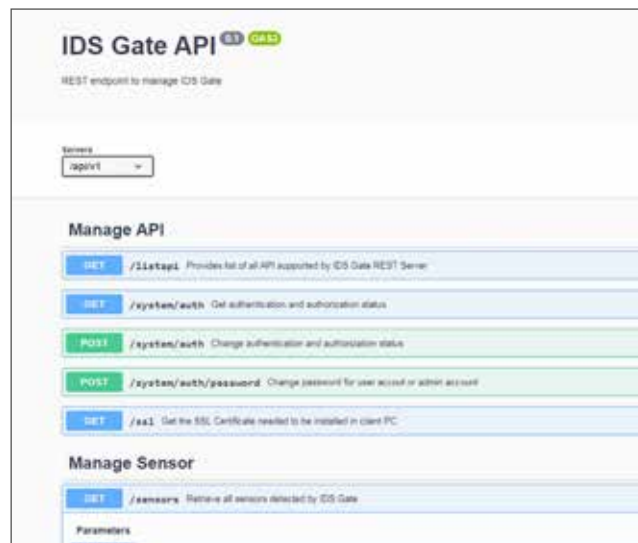 IDS Gate API 0.1 OAS3
REST endpoint to manage IDS Gate
Servers
/api/v1
Manage API
GET /listapi Provides list of all API supported by IDS Gate REST Server
GET /system/auth Get authentication and authorization status
POST /system/auth Change authentication and authorization status
POST /system/auth/password Change password for user accout or admin account
GET /ssl Get the SSL Certificate needed to be installed in client PC
Manage Sensor
GET /sensors Retrieve all sensors detected by IDS Gate
Parameters